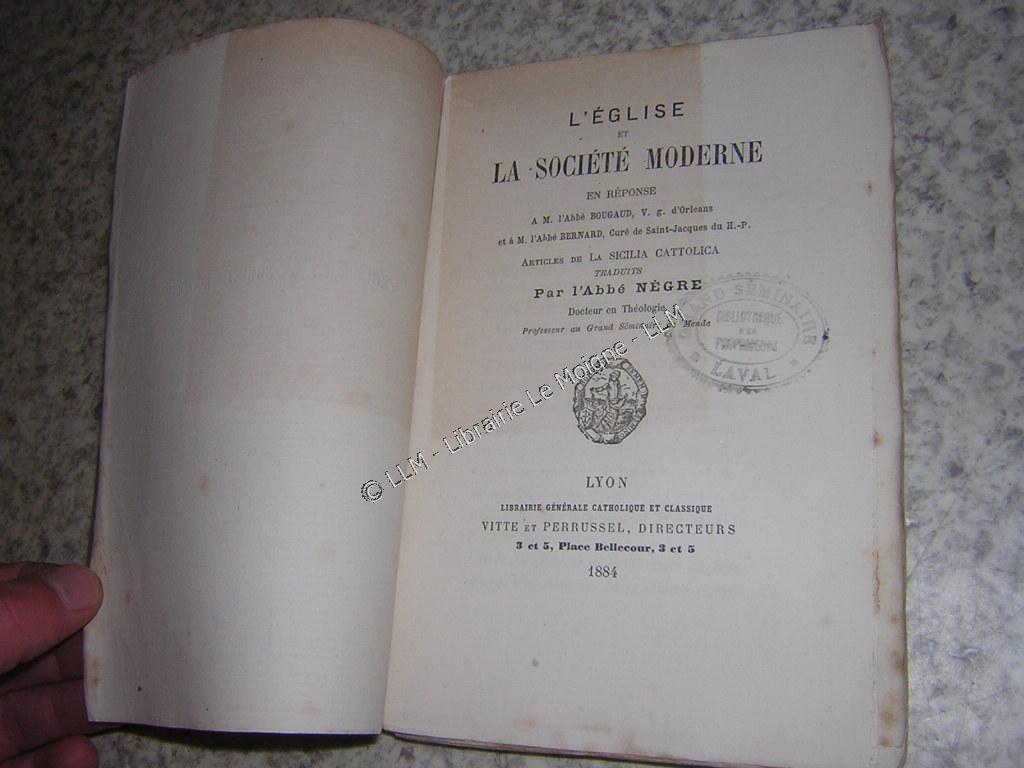 L'ÉGLISE
ET
LA SOCIÉTÉ MODERNE
EN RÉPONSE
A M. l'Abbé BOUGAUD, V. g. d'Orleans
et à M. l'Abbé BERNARD, Curé de Saint-Jacques du H.-P.
ARTICLES DE LA SICILIA CATTOLICA
TRADUITS
Par l'Abbé NÈGRE
Docteur en Théologie
Professeur au Grand Séminaire de Mende
GRAND SÉMINAIRE
BIBLIOTHÈQUE
DES
PROFESSEURS
LAVAL
© LLM - Librairie Le Moigne - LLM
LYON
LIBRAIRIE GÉNÉRALE CATHOLIQUE ET CLASSIQUE
VITTE ET PERRUSSEL, DIRECTEURS
3 et 5, Place Bellecour, 3 et 5
1884